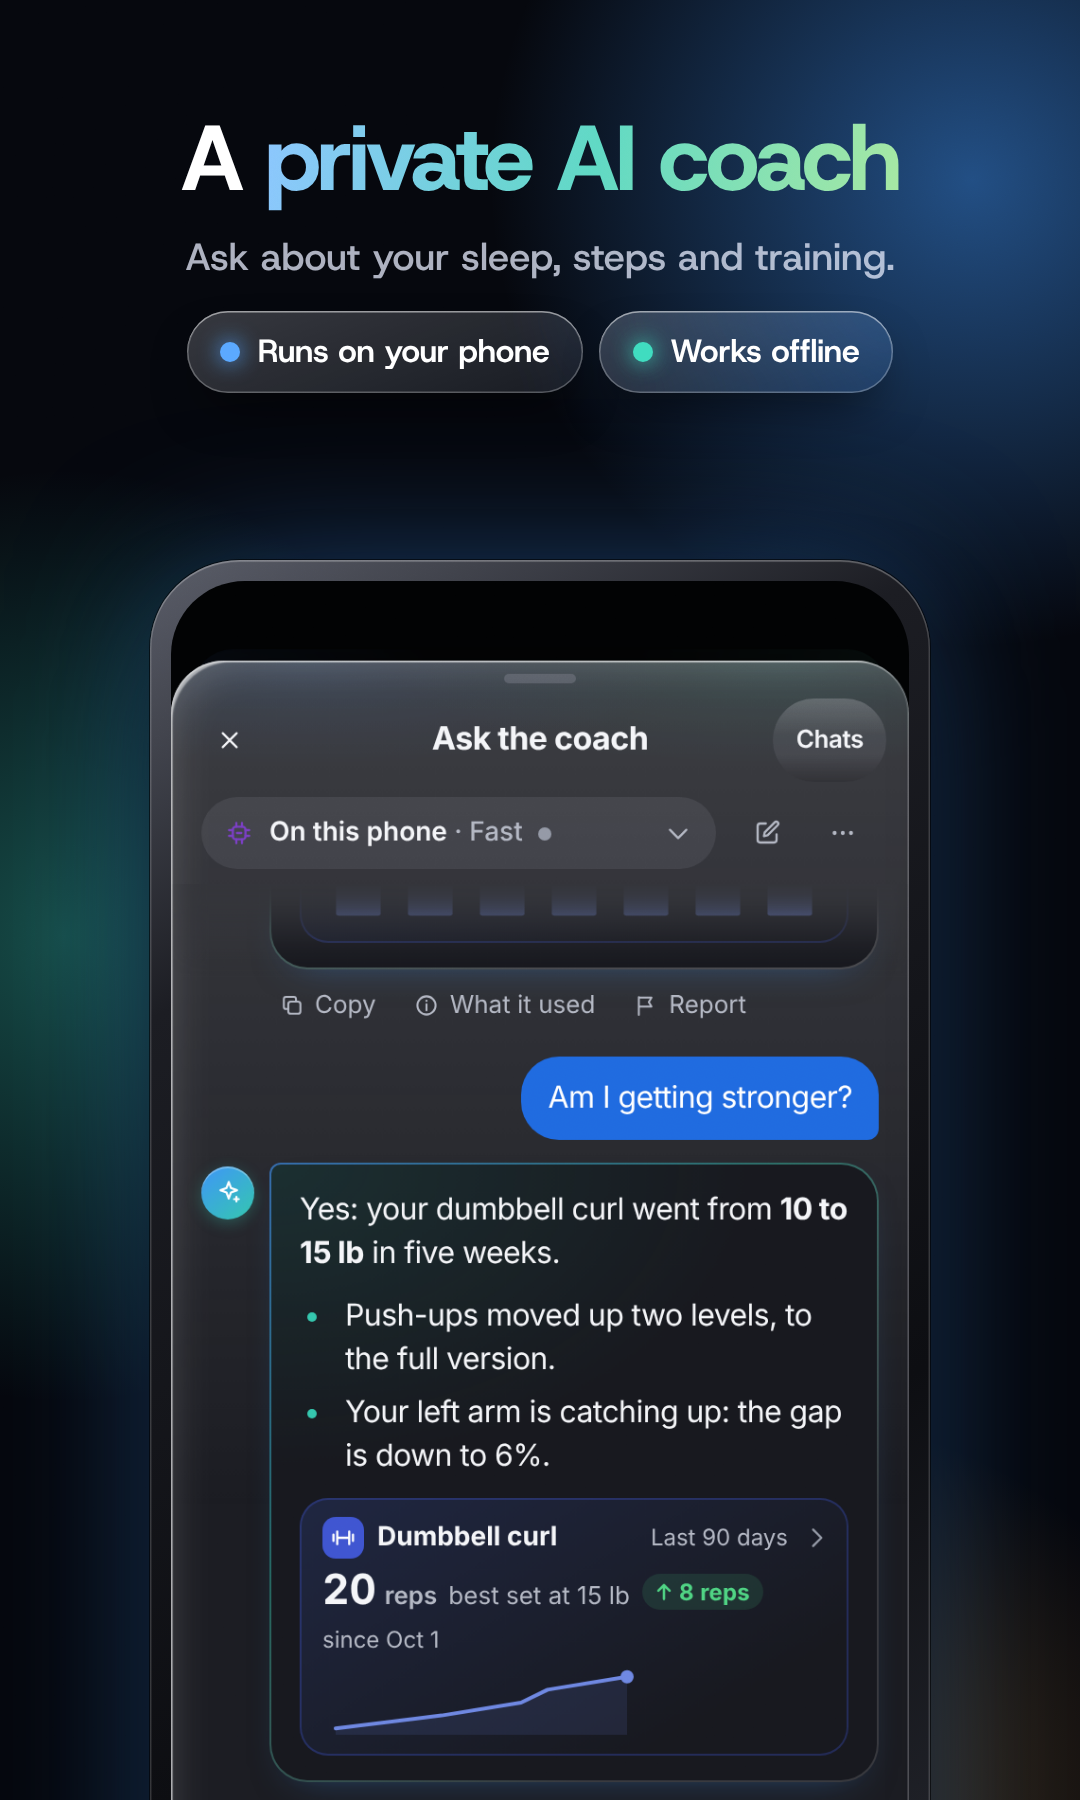 A private AI coach
Ask about your sleep, steps and training.
Runs on your phone
Works offline
Ask the coach
Chats
On this phone · Fast
Copy
What it used
Report
Am I getting stronger?
Yes: your dumbbell curl went from 10 to
15 lb in five weeks.
• Push-ups moved up two levels, to
the full version.
• Your left arm is catching up: the gap
is down to 6%.
Dumbbell curl
Last 90 days
20 reps best set at 15 lb ↑ 8 reps
since Oct 1